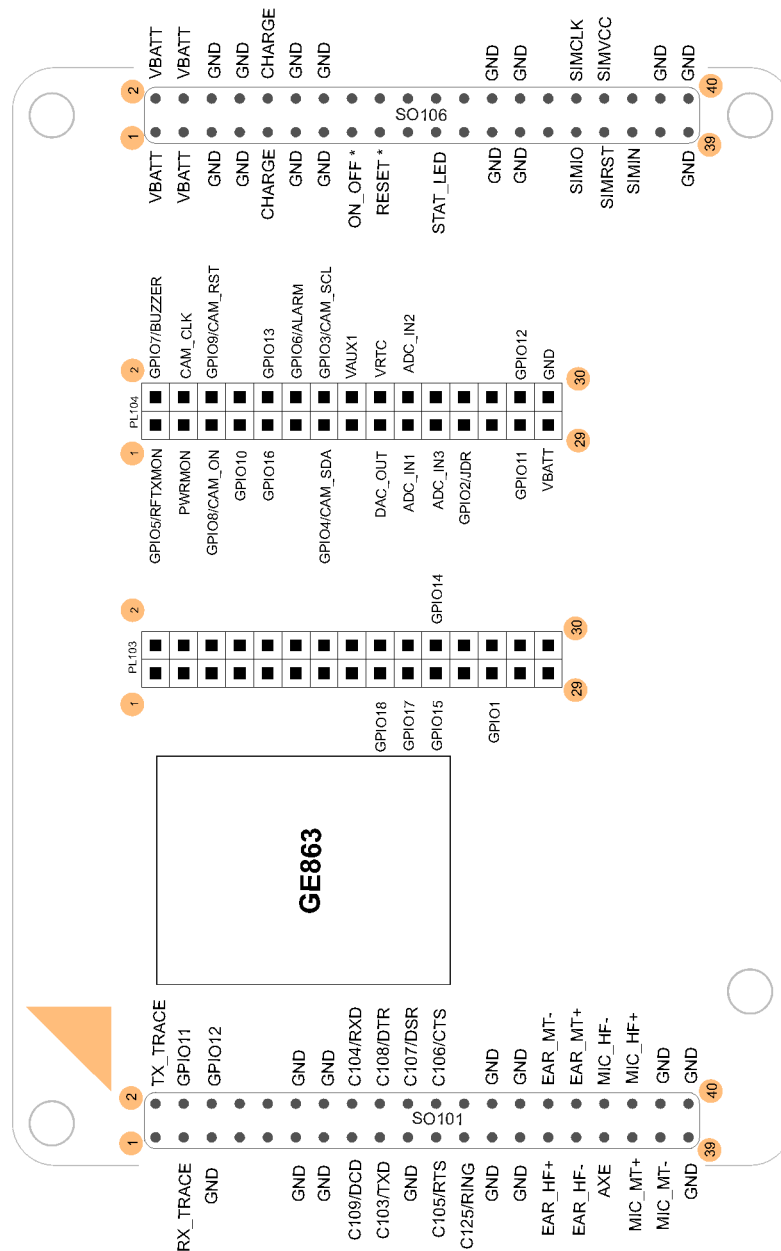 2
VBATT
VBATT
GND
GND
CHARGE
GND
GND
GND
GND
SIMCLK
SIMVCC
GND
GND
40
SO106
1
VBATT
VBATT
GND
GND
CHARGE
GND
GND
ON_OFF *
RESET *
STAT_LED
GND
GND
SIMIO
SIMRST
SIMIN
GND
39
2
GPIO7/BUZZER
CAM_CLK
GPIO9/CAM_RST
GPIO13
GPIO6/ALARM
GPIO3/CAM_SCL
VAUX1
VRTC
ADC_IN2
GPIO12
GND
30
PL104
1
GPIO5/RFTXMON
PWRMON
GPIO8/CAM_ON
GPIO10
GPIO16
GPIO4/CAM_SDA
DAC_OUT
ADC_IN1
ADC_IN3
GPIO2/JDR
GPIO11
VBATT
29
2
GPIO14
30
PL103
1
GPIO18
GPIO17
GPIO15
GPIO1
29
GE863
2
TX_TRACE
GPIO11
GPIO12
GND
GND
C104/RXD
C108/DTR
C107/DSR
C106/CTS
GND
GND
EAR_MT-
EAR_MT+
MIC_HF-
MIC_HF+
GND
GND
40
SO101
1
RX_TRACE
GND
GND
GND
C109/DCD
C103/TXD
GND
C105/RTS
C125/RING
GND
GND
EAR_HF+
EAR_HF-
AXE
MIC_MT+
MIC_MT-
GND
39